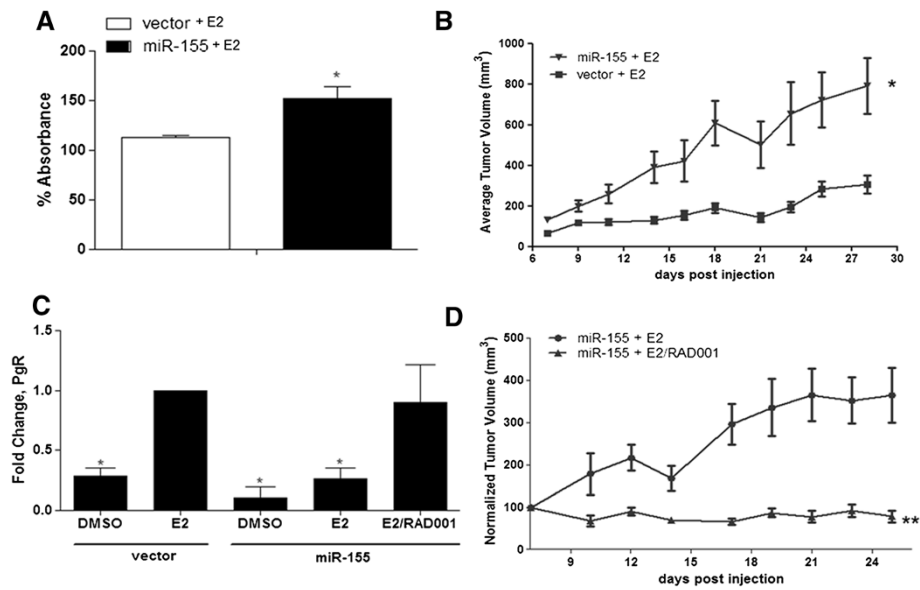 A
vector + E2
miR-155 + E2
% Absorbance
200
150
100
50
0
*
B
Average Tumor Volume (mm³)
1000
800
600
400
200
0
miR-155 + E2
vector + E2
*
6 9 12 15 18 21 24 27 30
days post injection
C
Fold Change, PgR
1.5
1.0
0.5
0.0
* * *
DMSO E2 DMSO E2 E2/RAD001
vector miR-155
D
Normalized Tumor Volume (mm³)
500
400
300
200
100
0
miR-155 + E2
miR-155 + E2/RAD001
**
9 12 15 18 21 24
days post injection